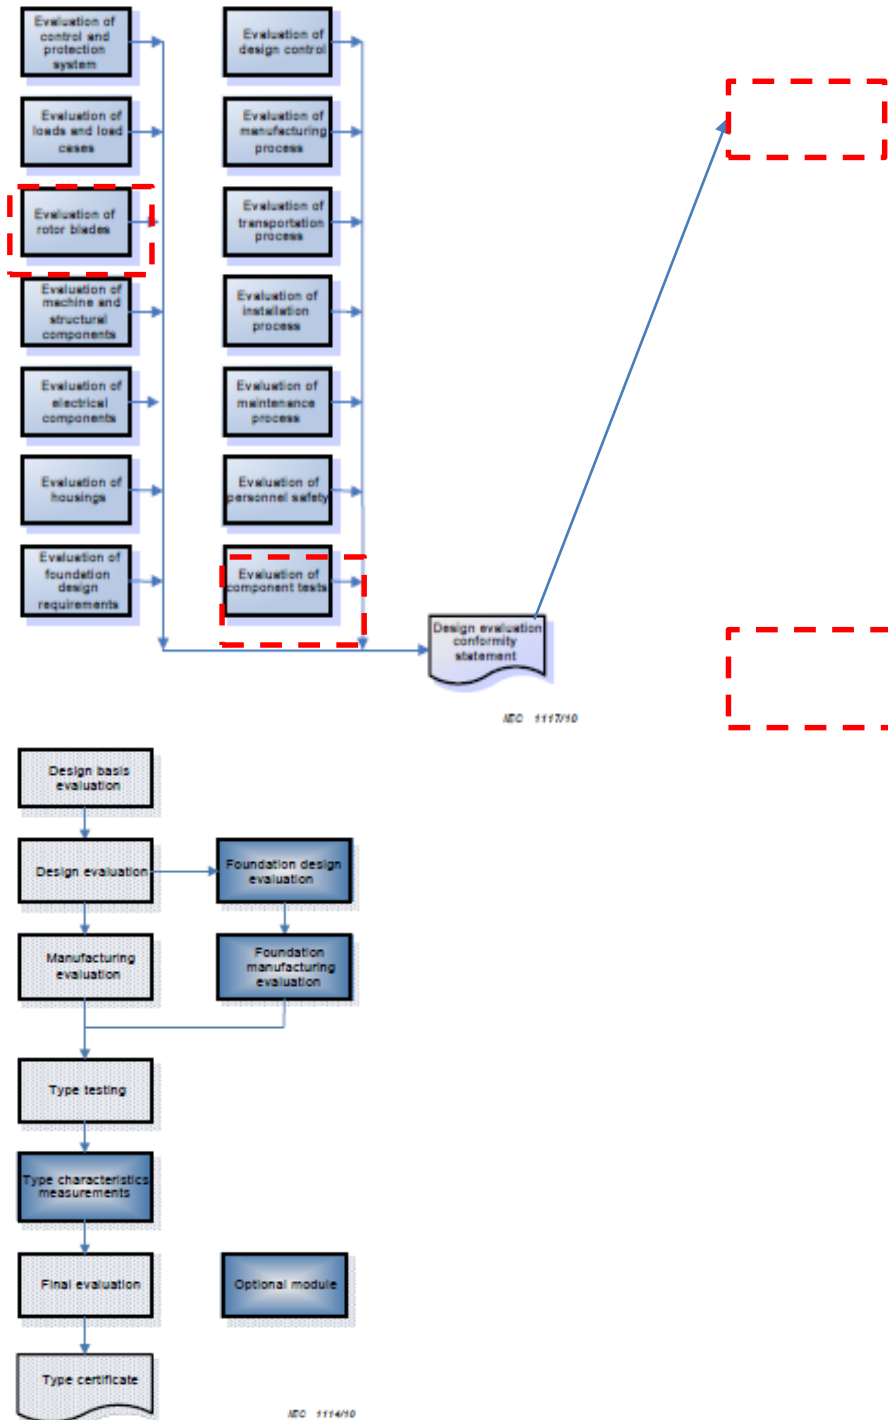 Evaluation of
control and
protection
system
Evaluation of
design control
Evaluation of
loads and load
cases
Evaluation of
manufacturing
process
Evaluation of
rotor blades
Evaluation of
transportation
process
Evaluation of
machine and
structural
components
Evaluation of
installation
process
Evaluation of
electrical
components
Evaluation of
maintenance
process
Evaluation of
housings
Evaluation of
personnel safety
Evaluation of
foundation
design
requirements
Evaluation of
component tests
Design evaluation
conformity
statement
IEC 1117/10
Design basis
evaluation
Design evaluation
Foundation design
evaluation
Manufacturing
evaluation
Foundation
manufacturing
evaluation
Type testing
Type characteristics
measurements
Final evaluation
Optional module
Type certificate
IEC 1114/10